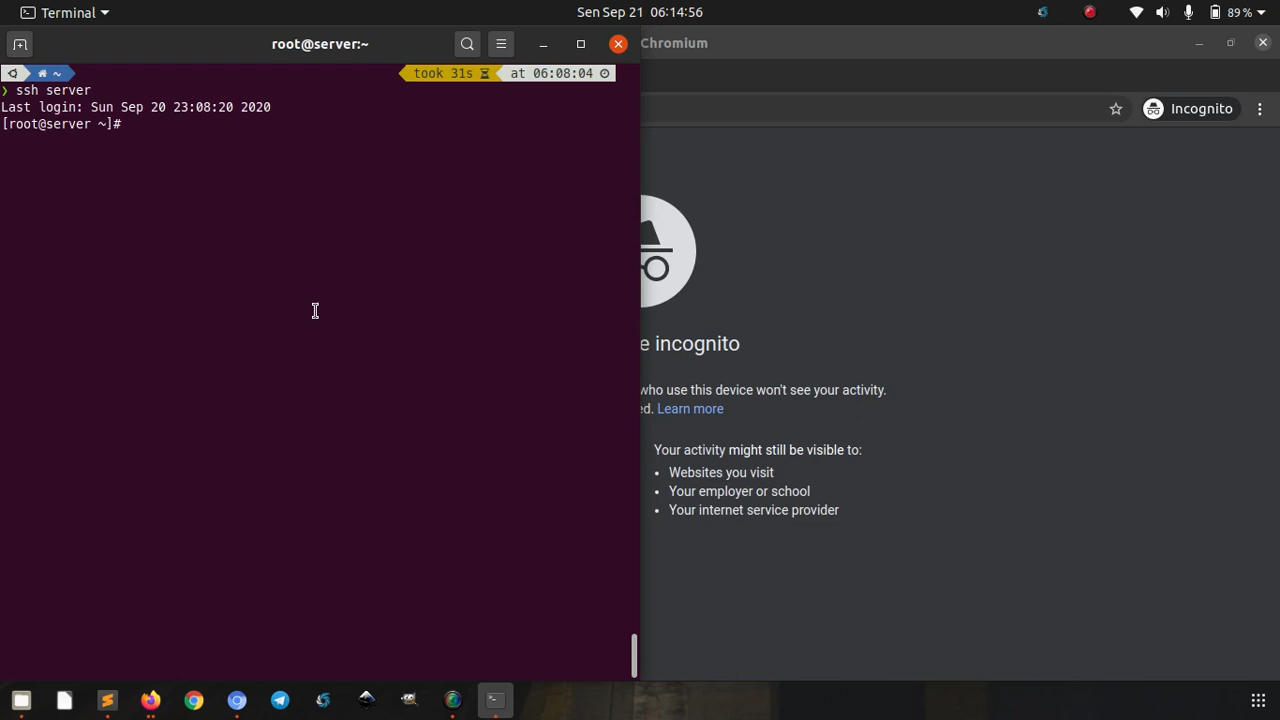 Terminal
Sen Sep 21 06:14:56
89 %
root@server:~
Chromium
~
took 31s
at 06:08:04
❯ ssh server
Last login: Sun Sep 20 23:08:20 2020
[root@server ~]#
Incognito
e incognito
who use this device won't see your activity.
ed. Learn more
Your activity might still be visible to:
• Websites you visit
• Your employer or school
• Your internet service provider